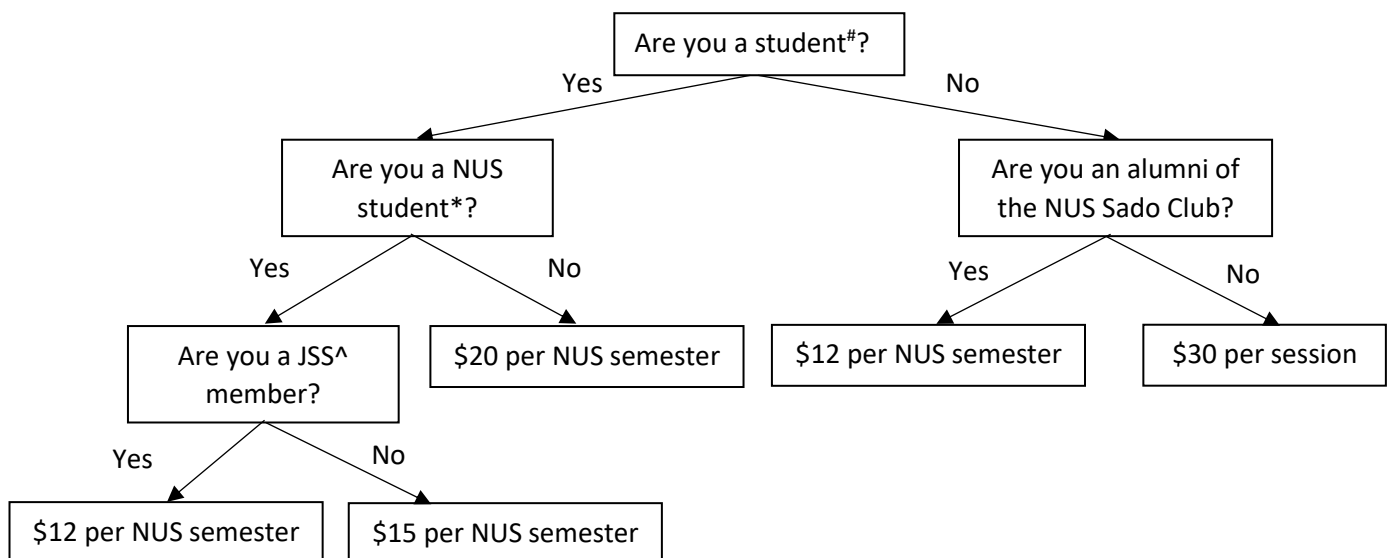 Are you a student#?
Yes
No
Are you a NUS
student*?
Are you an alumni of
the NUS Sado Club?
Yes
No
Yes
No
Are you a JSS^
member?
$20 per NUS semester
$12 per NUS semester
$30 per session
Yes
No
$12 per NUS semester
$15 per NUS semester